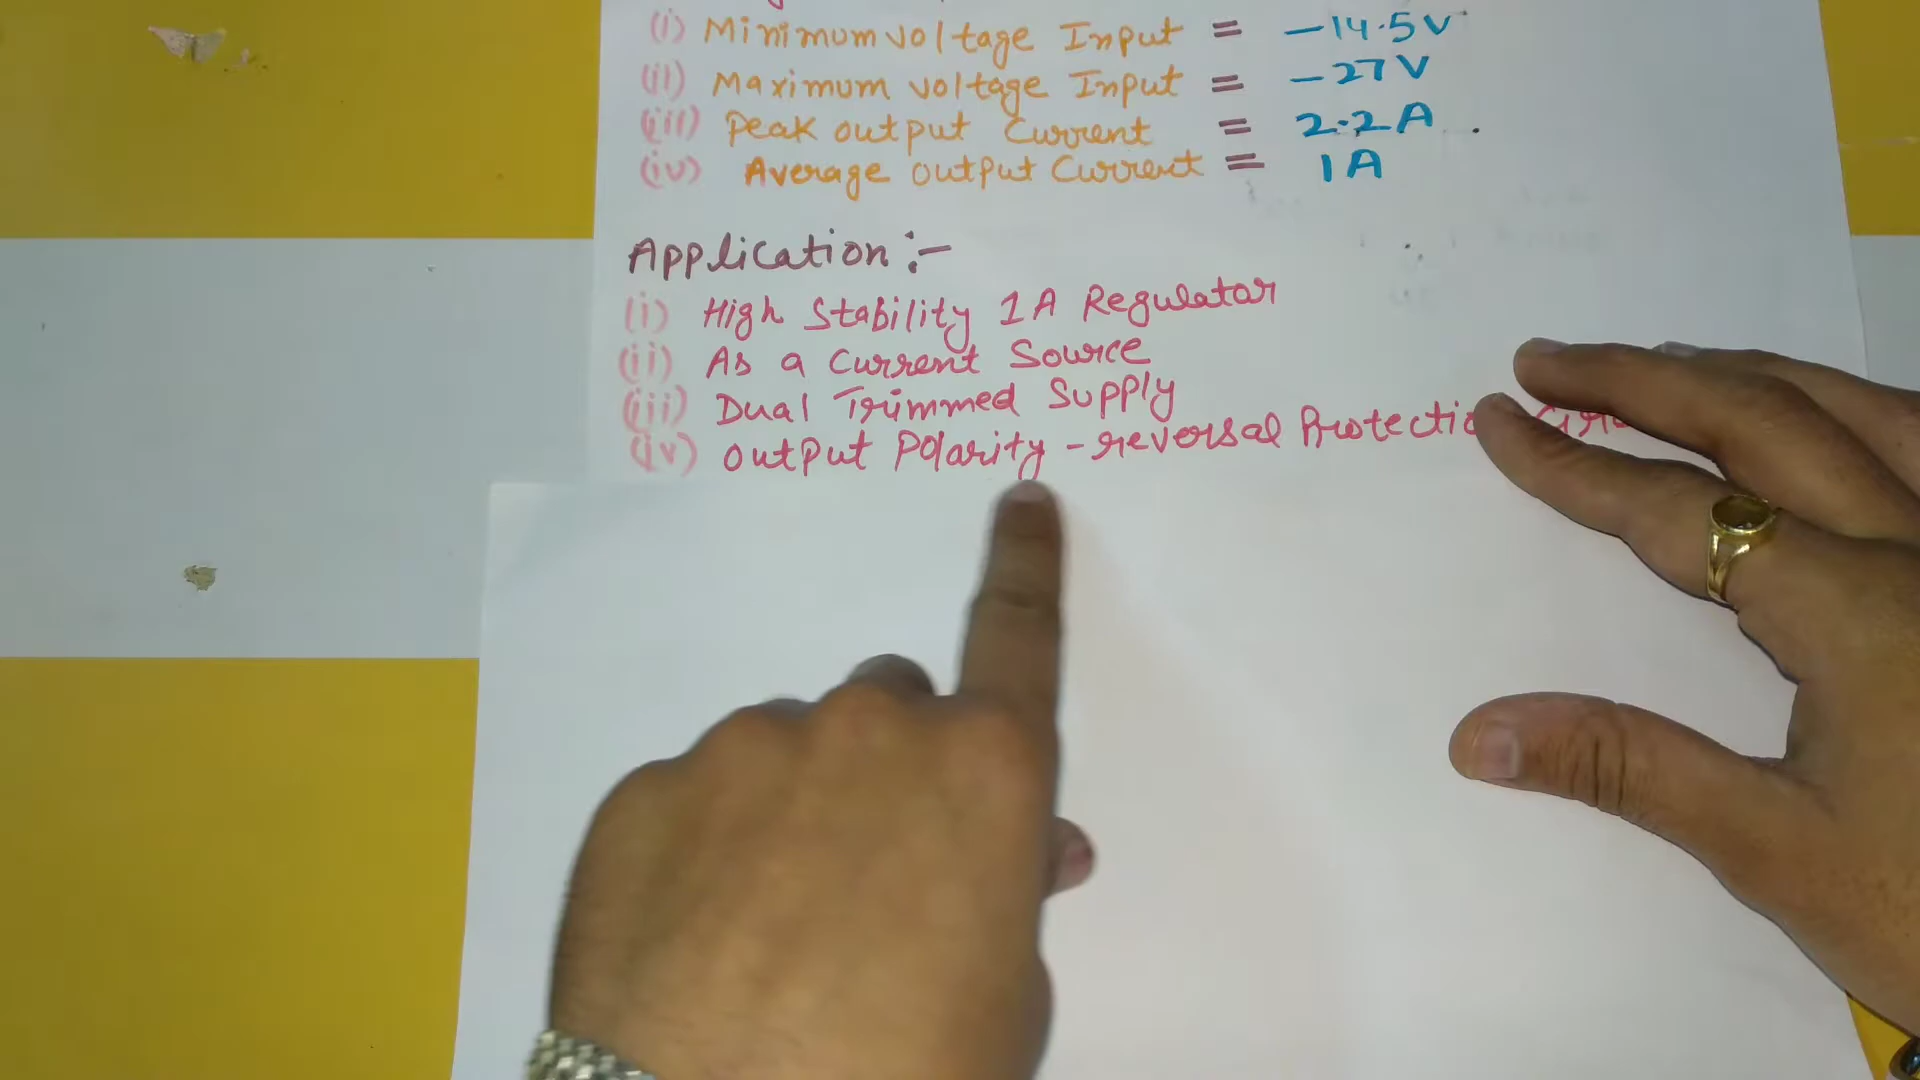 (i) Minimum voltage Input = -14.5V
(ii) Maximum voltage Input = -27V
(iii) Peak output Current = 2.2A
(iv) Average output Current = 1A
Application :-
(i) High Stability 1A Regulator
(ii) As a Current Source
(iii) Dual Trimmed Supply
(iv) Output Polarity - reversal Protection